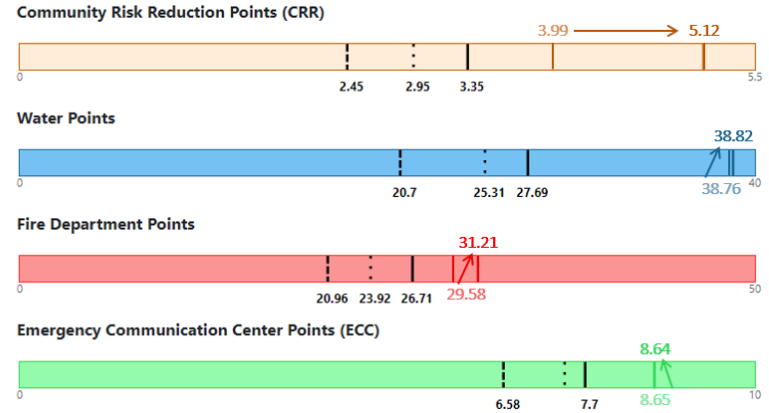 Community Risk Reduction Points (CRR)
3.99 5.12
0 5.5
2.45 2.95 3.35
Water Points
38.82
0 40
20.7 25.31 27.69 38.76
Fire Department Points
31.21
0 50
20.96 23.92 26.71 29.58
Emergency Communication Center Points (ECC)
8.64
0 10
6.58 7.7 8.65